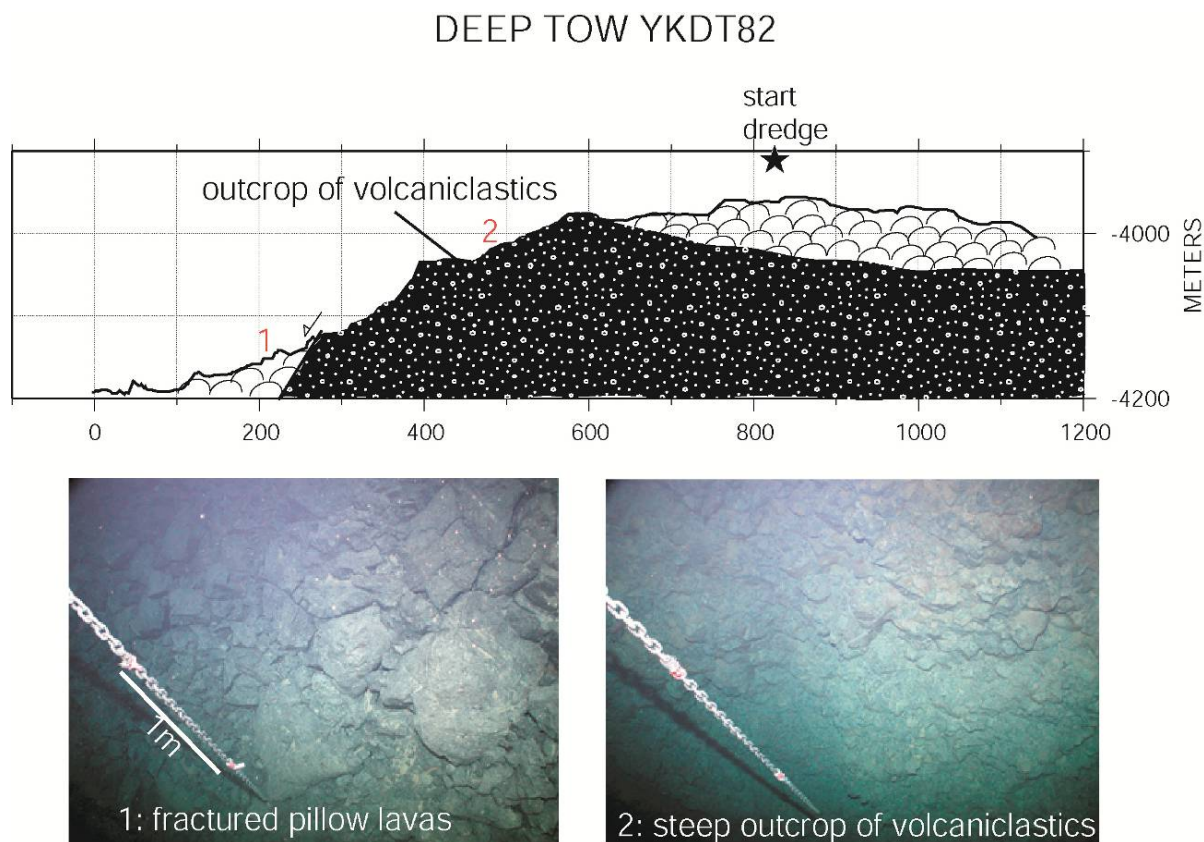 DEEP TOW YKDT82
start
dredge
outcrop of volcaniclastics
2
1
-4000
-4200
METERS
0
200
400
600
800
1000
1200
1m
1: fractured pillow lavas
2: steep outcrop of volcaniclastics